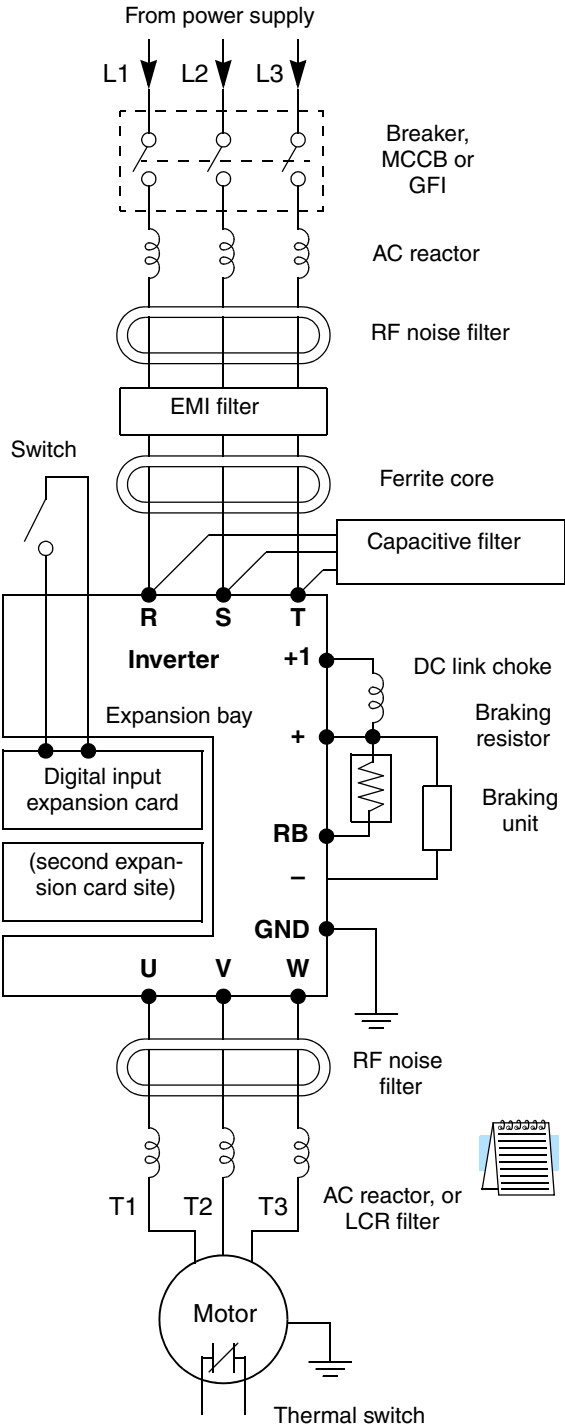 From power supply
L1 L2 L3
Breaker,
MCCB or
GFI
AC reactor
RF noise filter
EMI filter
Switch
Ferrite core
Capacitive filter
R S T
Inverter
+1
DC link choke
Expansion bay
+
Braking
resistor
Digital input
expansion card
Braking
unit
RB
(second expan-
sion card site)
–
GND
U V W
RF noise
filter
T1 T2 T3
AC reactor, or
LCR filter
Motor
Thermal switch